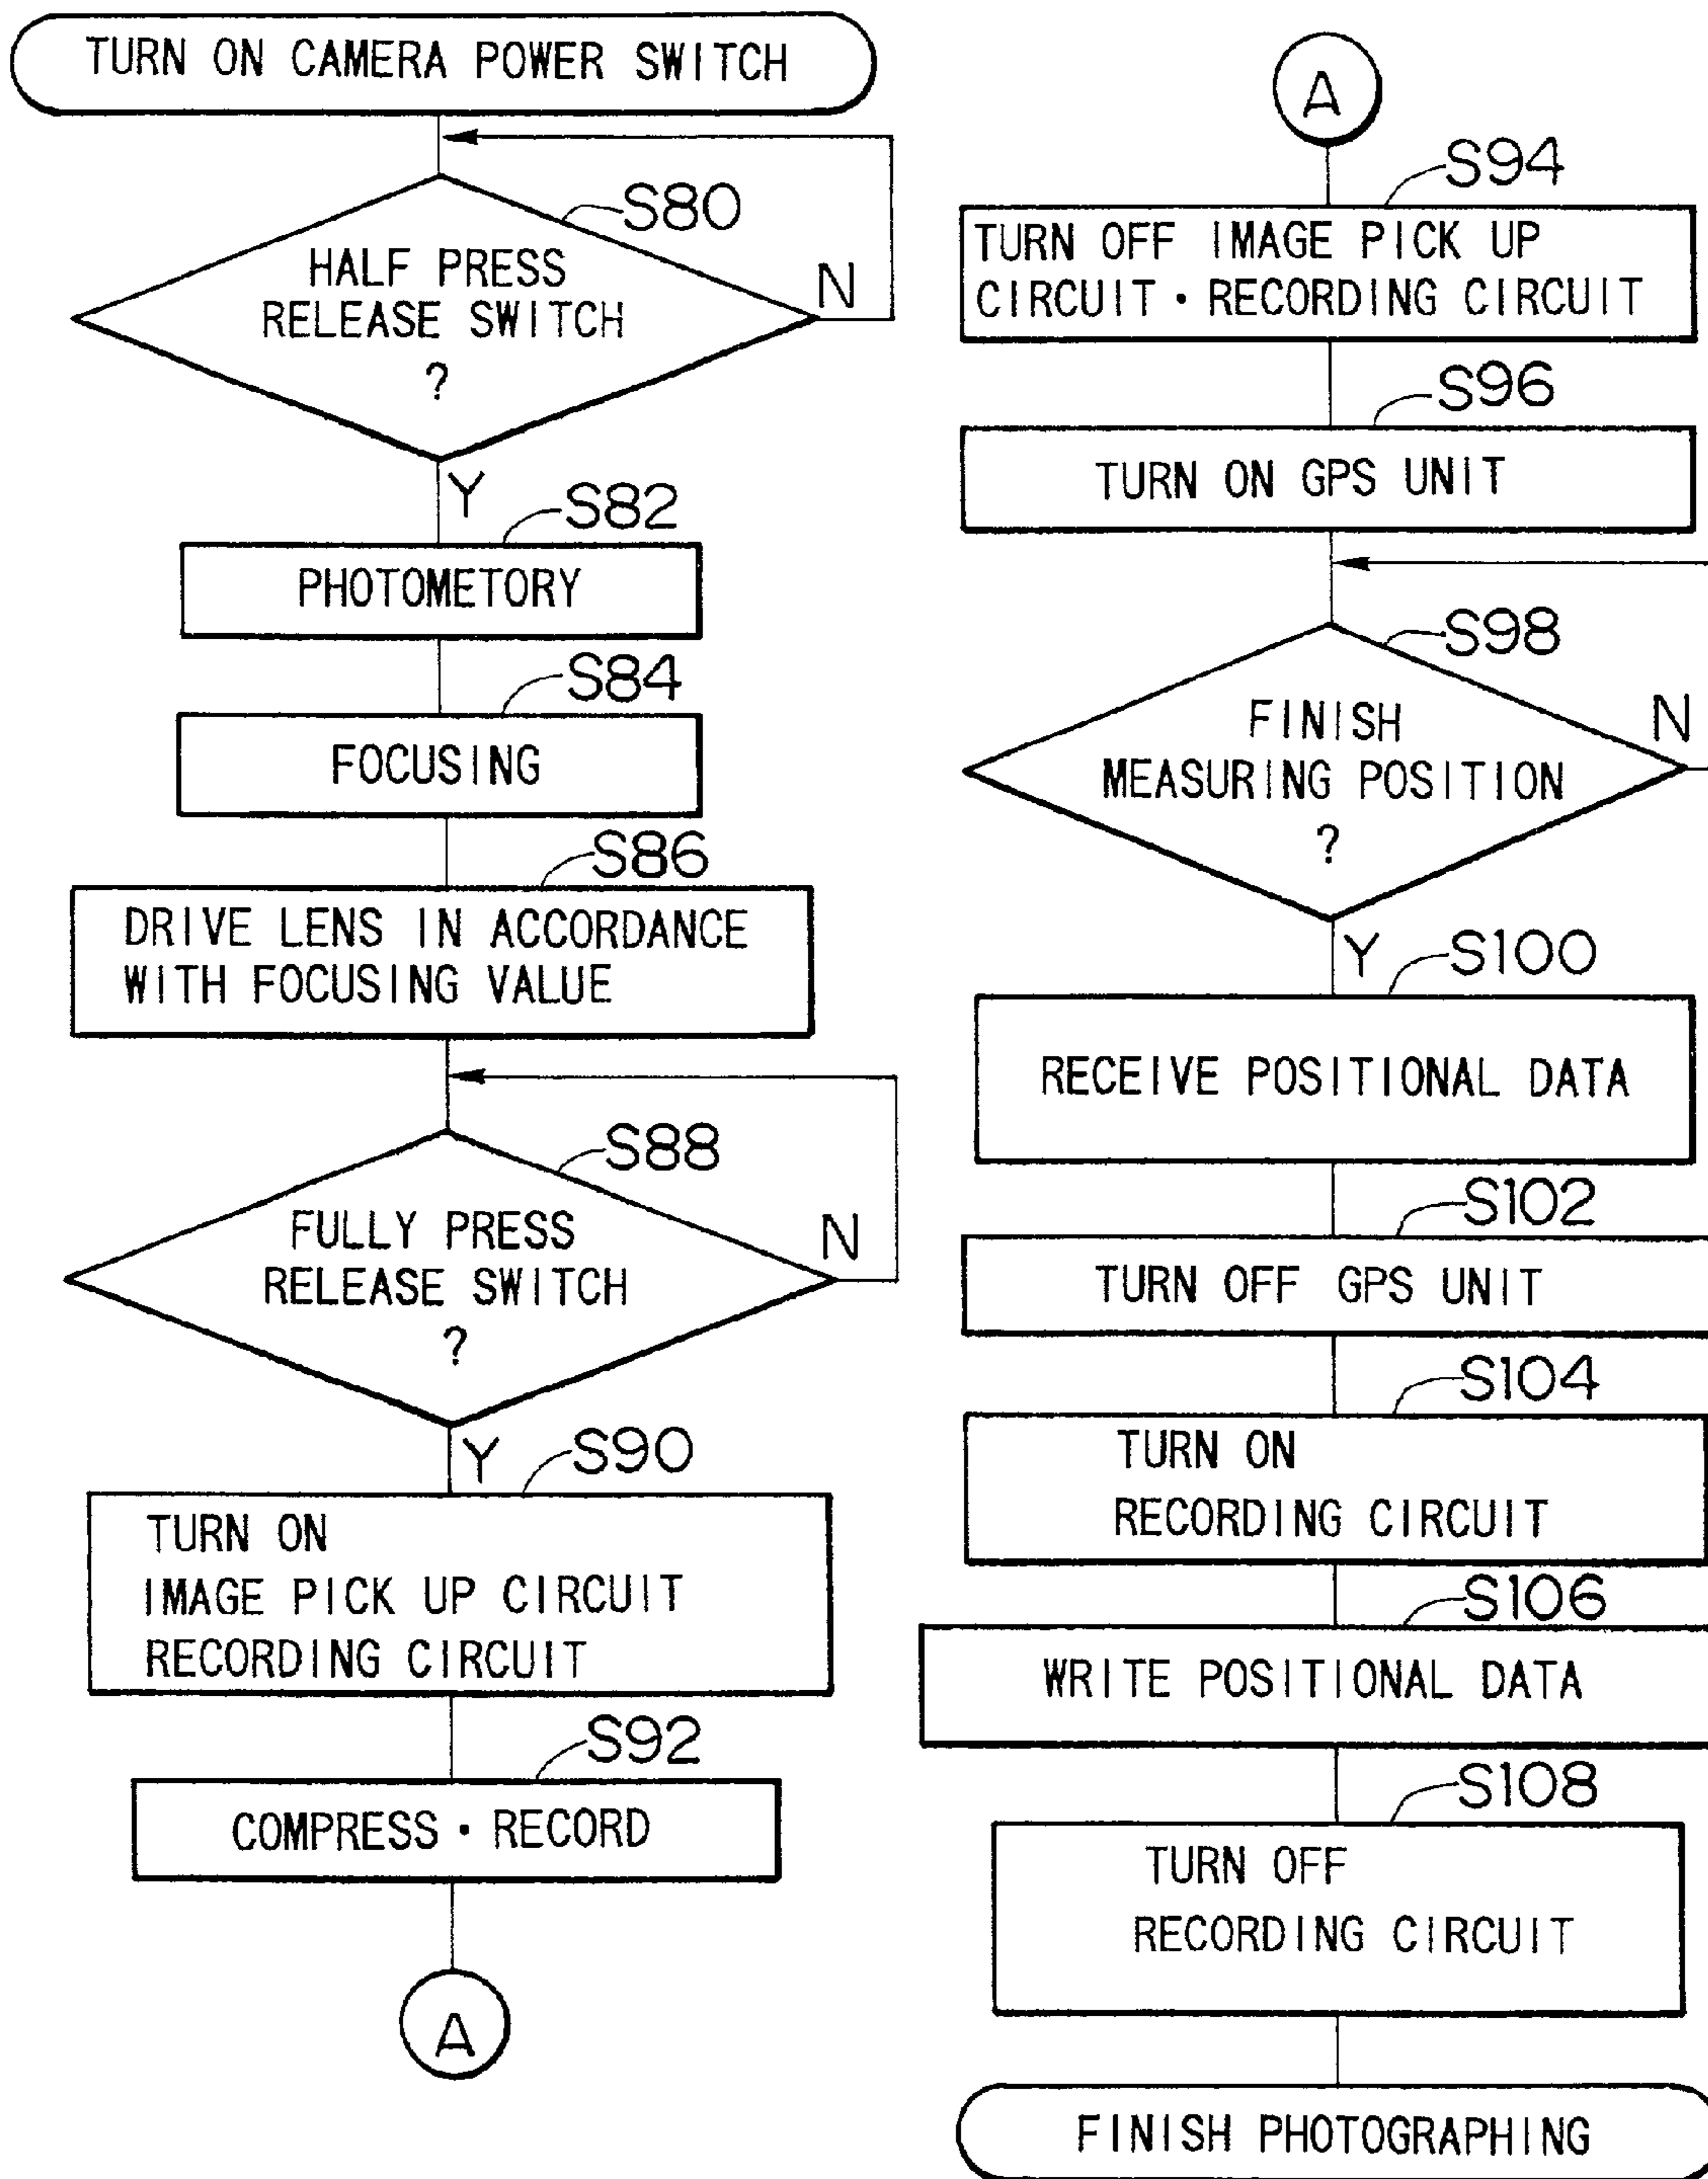 TURN ON CAMERA POWER SWITCH
S80
HALF PRESS
RELEASE SWITCH
?
N
Y
S82
PHOTOMETORY
S84
FOCUSING
S86
DRIVE LENS IN ACCORDANCE
WITH FOCUSING VALUE
S88
FULLY PRESS
RELEASE SWITCH
?
N
Y
S90
TURN ON
IMAGE PICK UP CIRCUIT
RECORDING CIRCUIT
S92
COMPRESS・RECORD
A
A
S94
TURN OFF IMAGE PICK UP
CIRCUIT・RECORDING CIRCUIT
S96
TURN ON GPS UNIT
S98
FINISH
MEASURING POSITION
?
N
Y
S100
RECEIVE POSITIONAL DATA
S102
TURN OFF GPS UNIT
S104
TURN ON
RECORDING CIRCUIT
S106
WRITE POSITIONAL DATA
S108
TURN OFF
RECORDING CIRCUIT
FINISH PHOTOGRAPHING